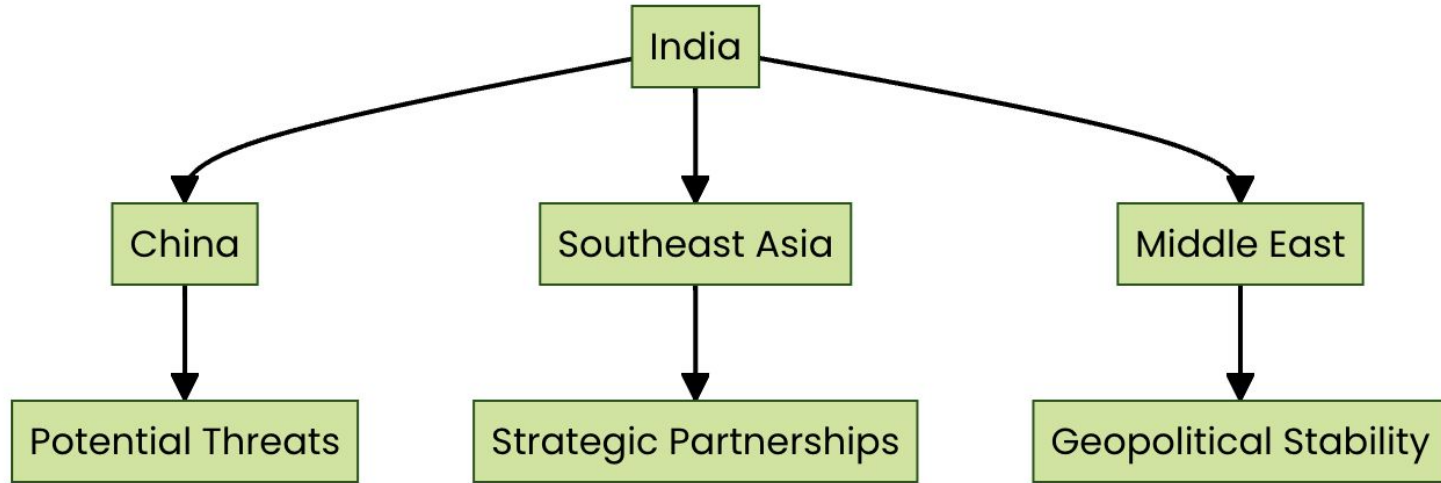 India
China
Southeast Asia
Middle East
Potential Threats
Strategic Partnerships
Geopolitical Stability